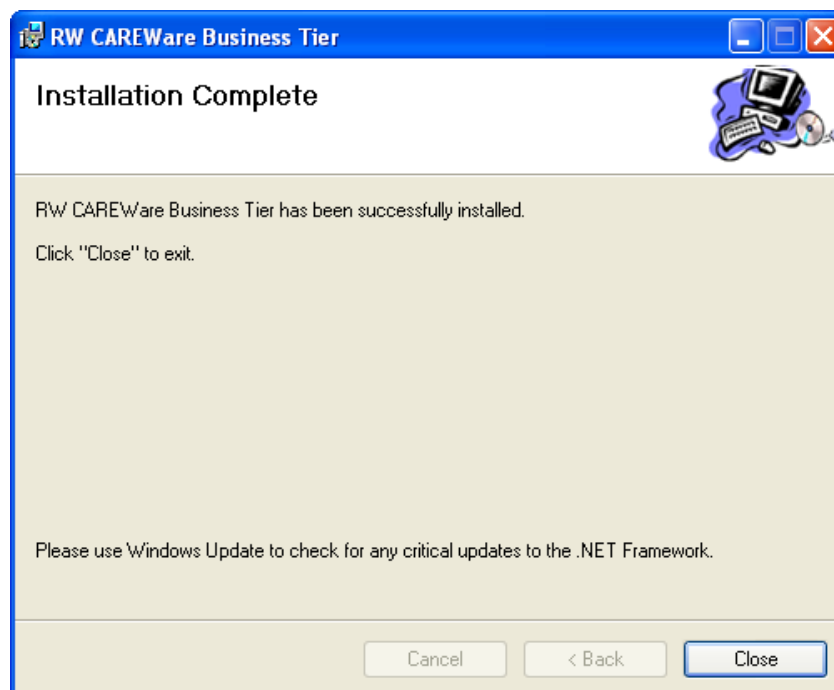 RW CAREWare Business Tier
Installation Complete
RW CAREWare Business Tier has been successfully installed.
Click "Close" to exit.
Please use Windows Update to check for any critical updates to the .NET Framework.
Cancel
< Back
Close